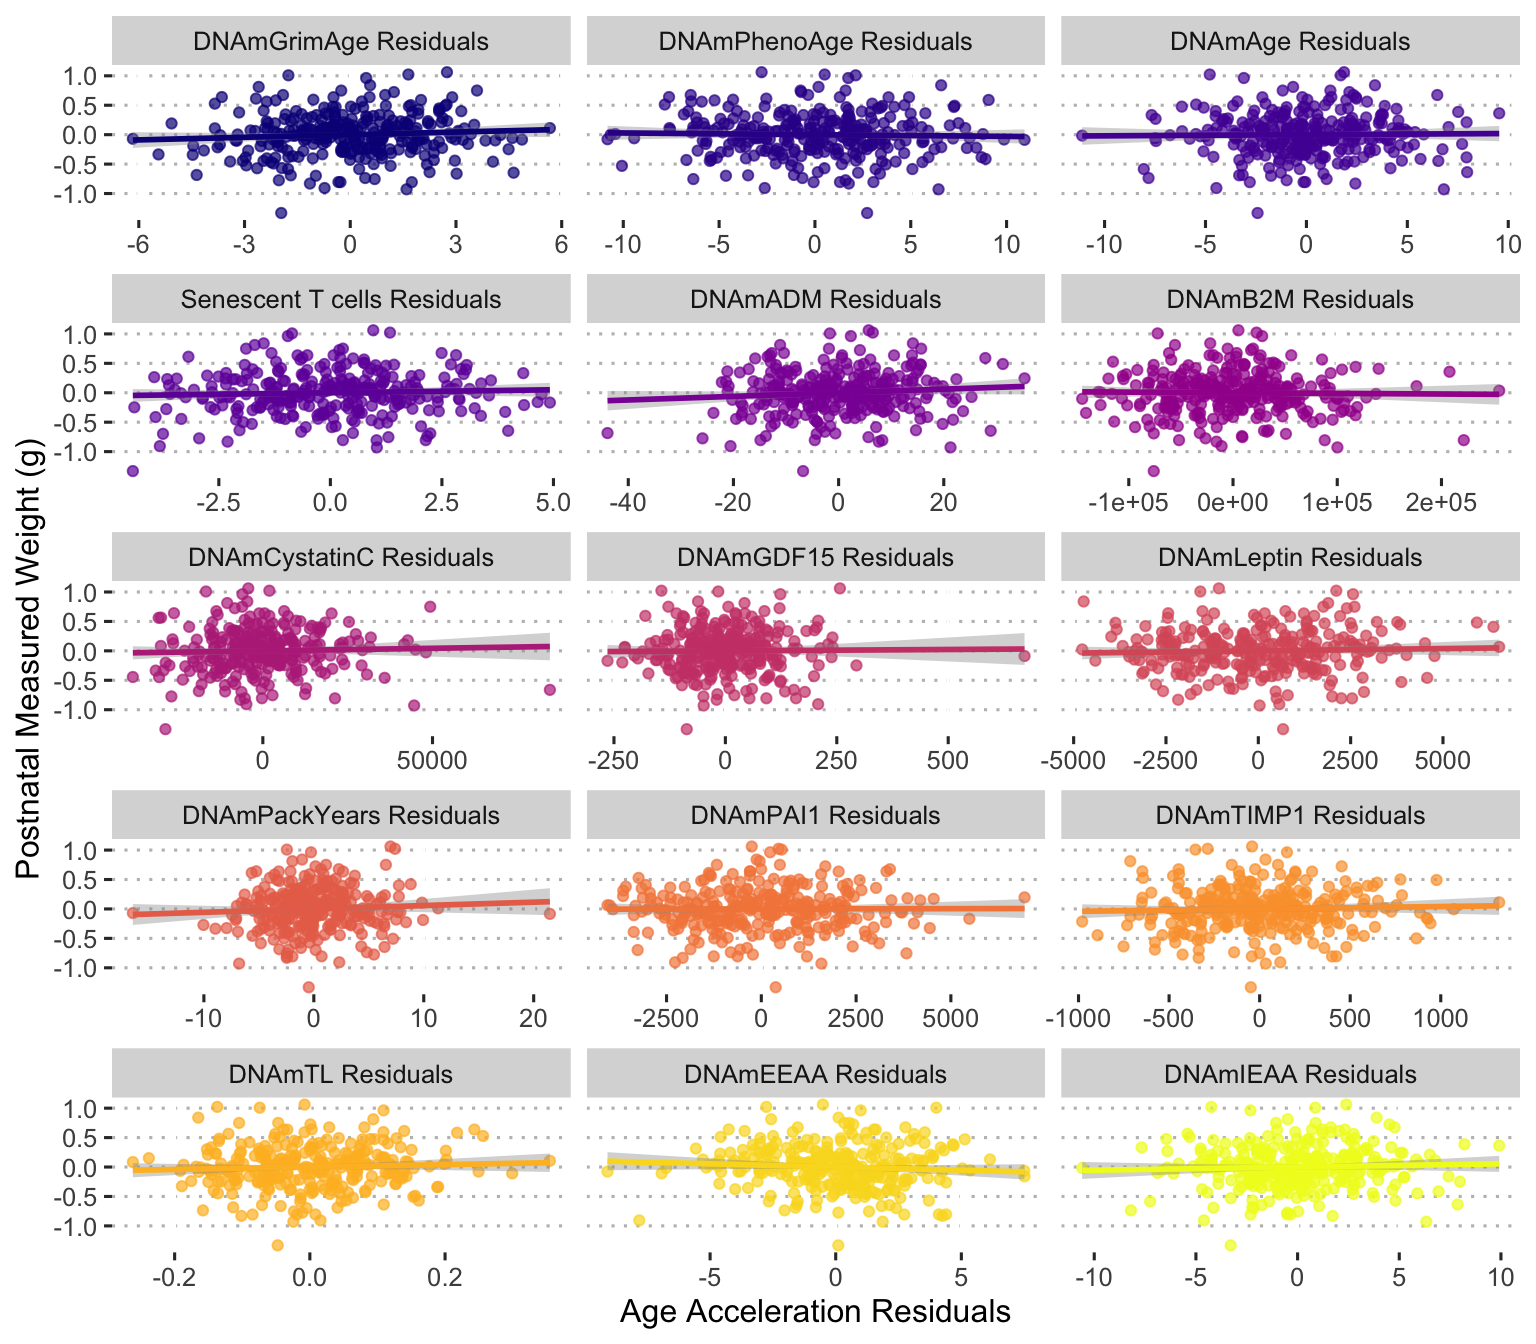 DNAmGrimAge Residuals DNAmPhenoAge Residuals DNAmAge Residuals
1.0
0.5
0.0
-0.5
-1.0
-6 -3 0 3 6 -10 -5 0 5 10 -10 -5 0 5 10
Senescent T cells Residuals DNAmADM Residuals DNAmB2M Residuals
1.0
0.5
0.0
-0.5
-1.0
-2.5 0.0 2.5 5.0 -40 -20 0 20 -1e+05 0e+00 1e+05 2e+05
DNAmCystatinC Residuals DNAmGDF15 Residuals DNAmLeptin Residuals
1.0
0.5
0.0
-0.5
-1.0
0 50000 -250 0 250 500 -5000 -2500 0 2500 5000
DNAmPackYears Residuals DNAmPAI1 Residuals DNAmTIMP1 Residuals
1.0
0.5
0.0
-0.5
-1.0
-10 0 10 20 -2500 0 2500 5000 -1000 -500 0 500 1000
DNAmTL Residuals DNAmEEAA Residuals DNAmIEAA Residuals
1.0
0.5
0.0
-0.5
-1.0
-0.2 0.0 0.2 -5 0 5 -10 -5 0 5 10
Postnatal Measured Weight (g)
Age Acceleration Residuals